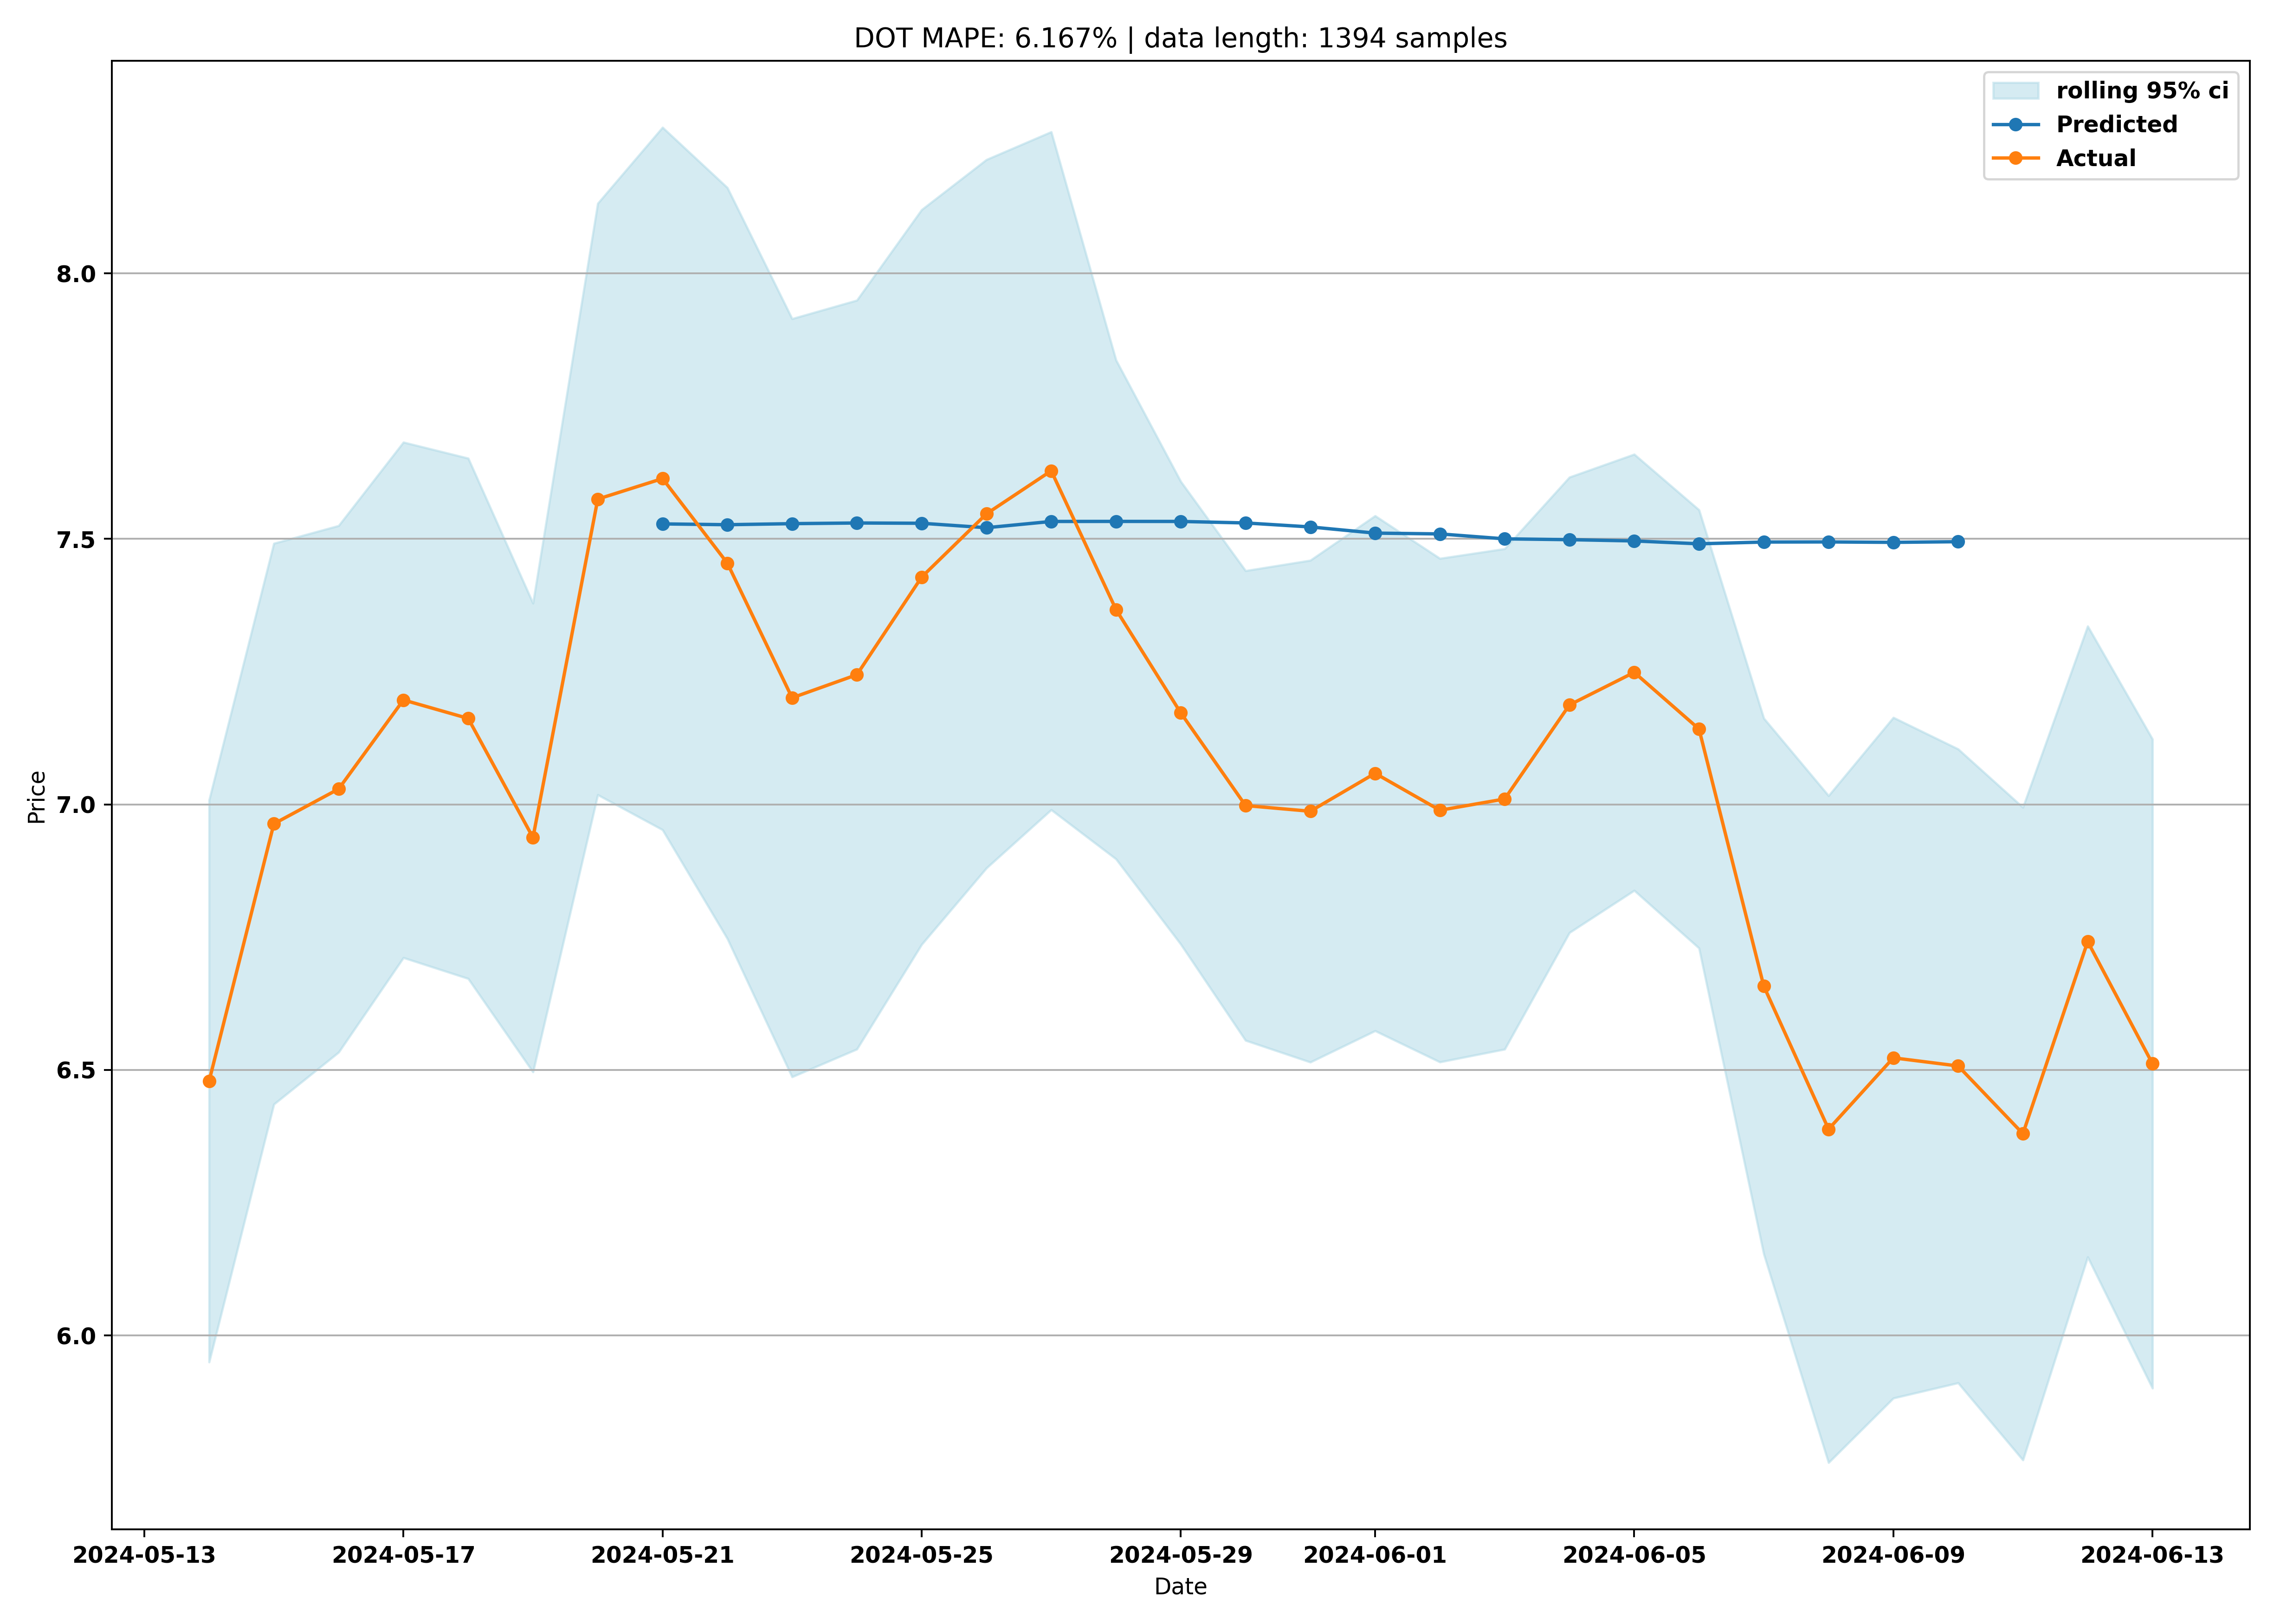 DOT MAPE: 6.167% | data length: 1394 samples
rolling 95% ci
Predicted
Actual
8.0
7.5
7.0
6.5
6.0
Price
2024-05-13 2024-05-17 2024-05-21 2024-05-25 2024-05-29 2024-06-01 2024-06-05 2024-06-09 2024-06-13
Date